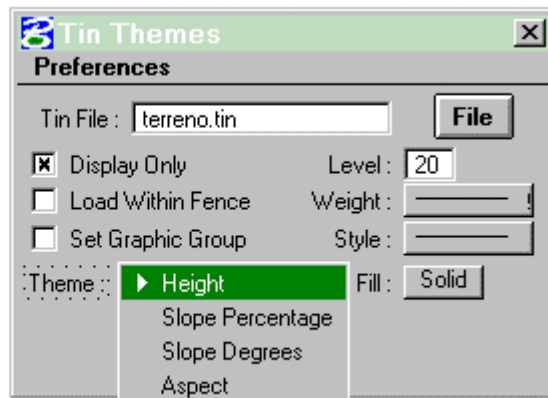 Tin Themes
Preferences
Tin File : terreno.tin File
Display Only Level : 20
Load Within Fence Weight :
Set Graphic Group Style :
Theme : Height Fill : Solid
Slope Percentage
Slope Degrees
Aspect